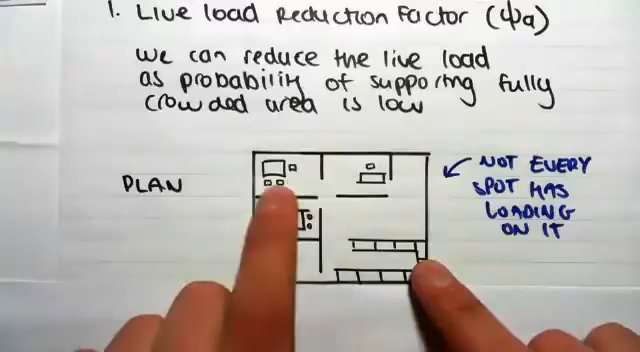 1. Live load Reduction Factor (ψa)
We can reduce the live load
as probability of supporting fully
crowded area is low
PLAN
NOT EVERY
SPOT HAS
LOADING
ON IT